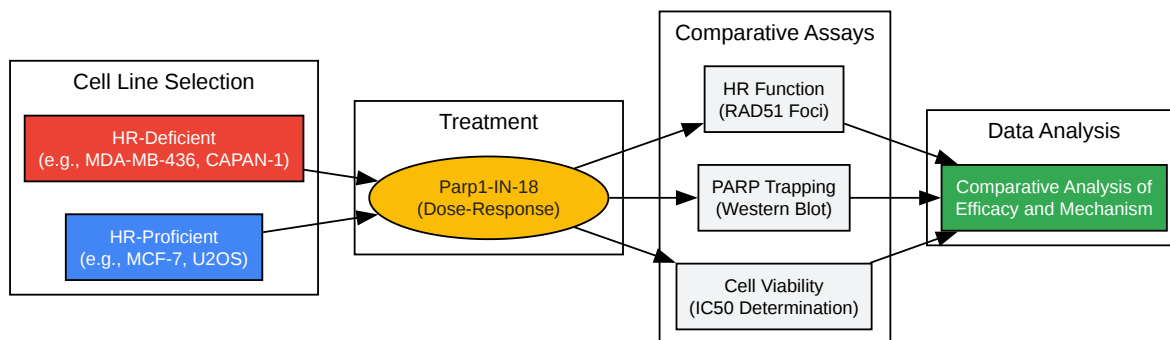 Cell Line Selection
HR-Deficient
(e.g., MDA-MB-436, CAPAN-1)
HR-Proficient
(e.g., MCF-7, U2OS)
Treatment
Parp1-IN-18
(Dose-Response)
Comparative Assays
HR Function
(RAD51 Foci)
PARP Trapping
(Western Blot)
Cell Viability
(IC50 Determination)
Data Analysis
Comparative Analysis of
Efficacy and Mechanism